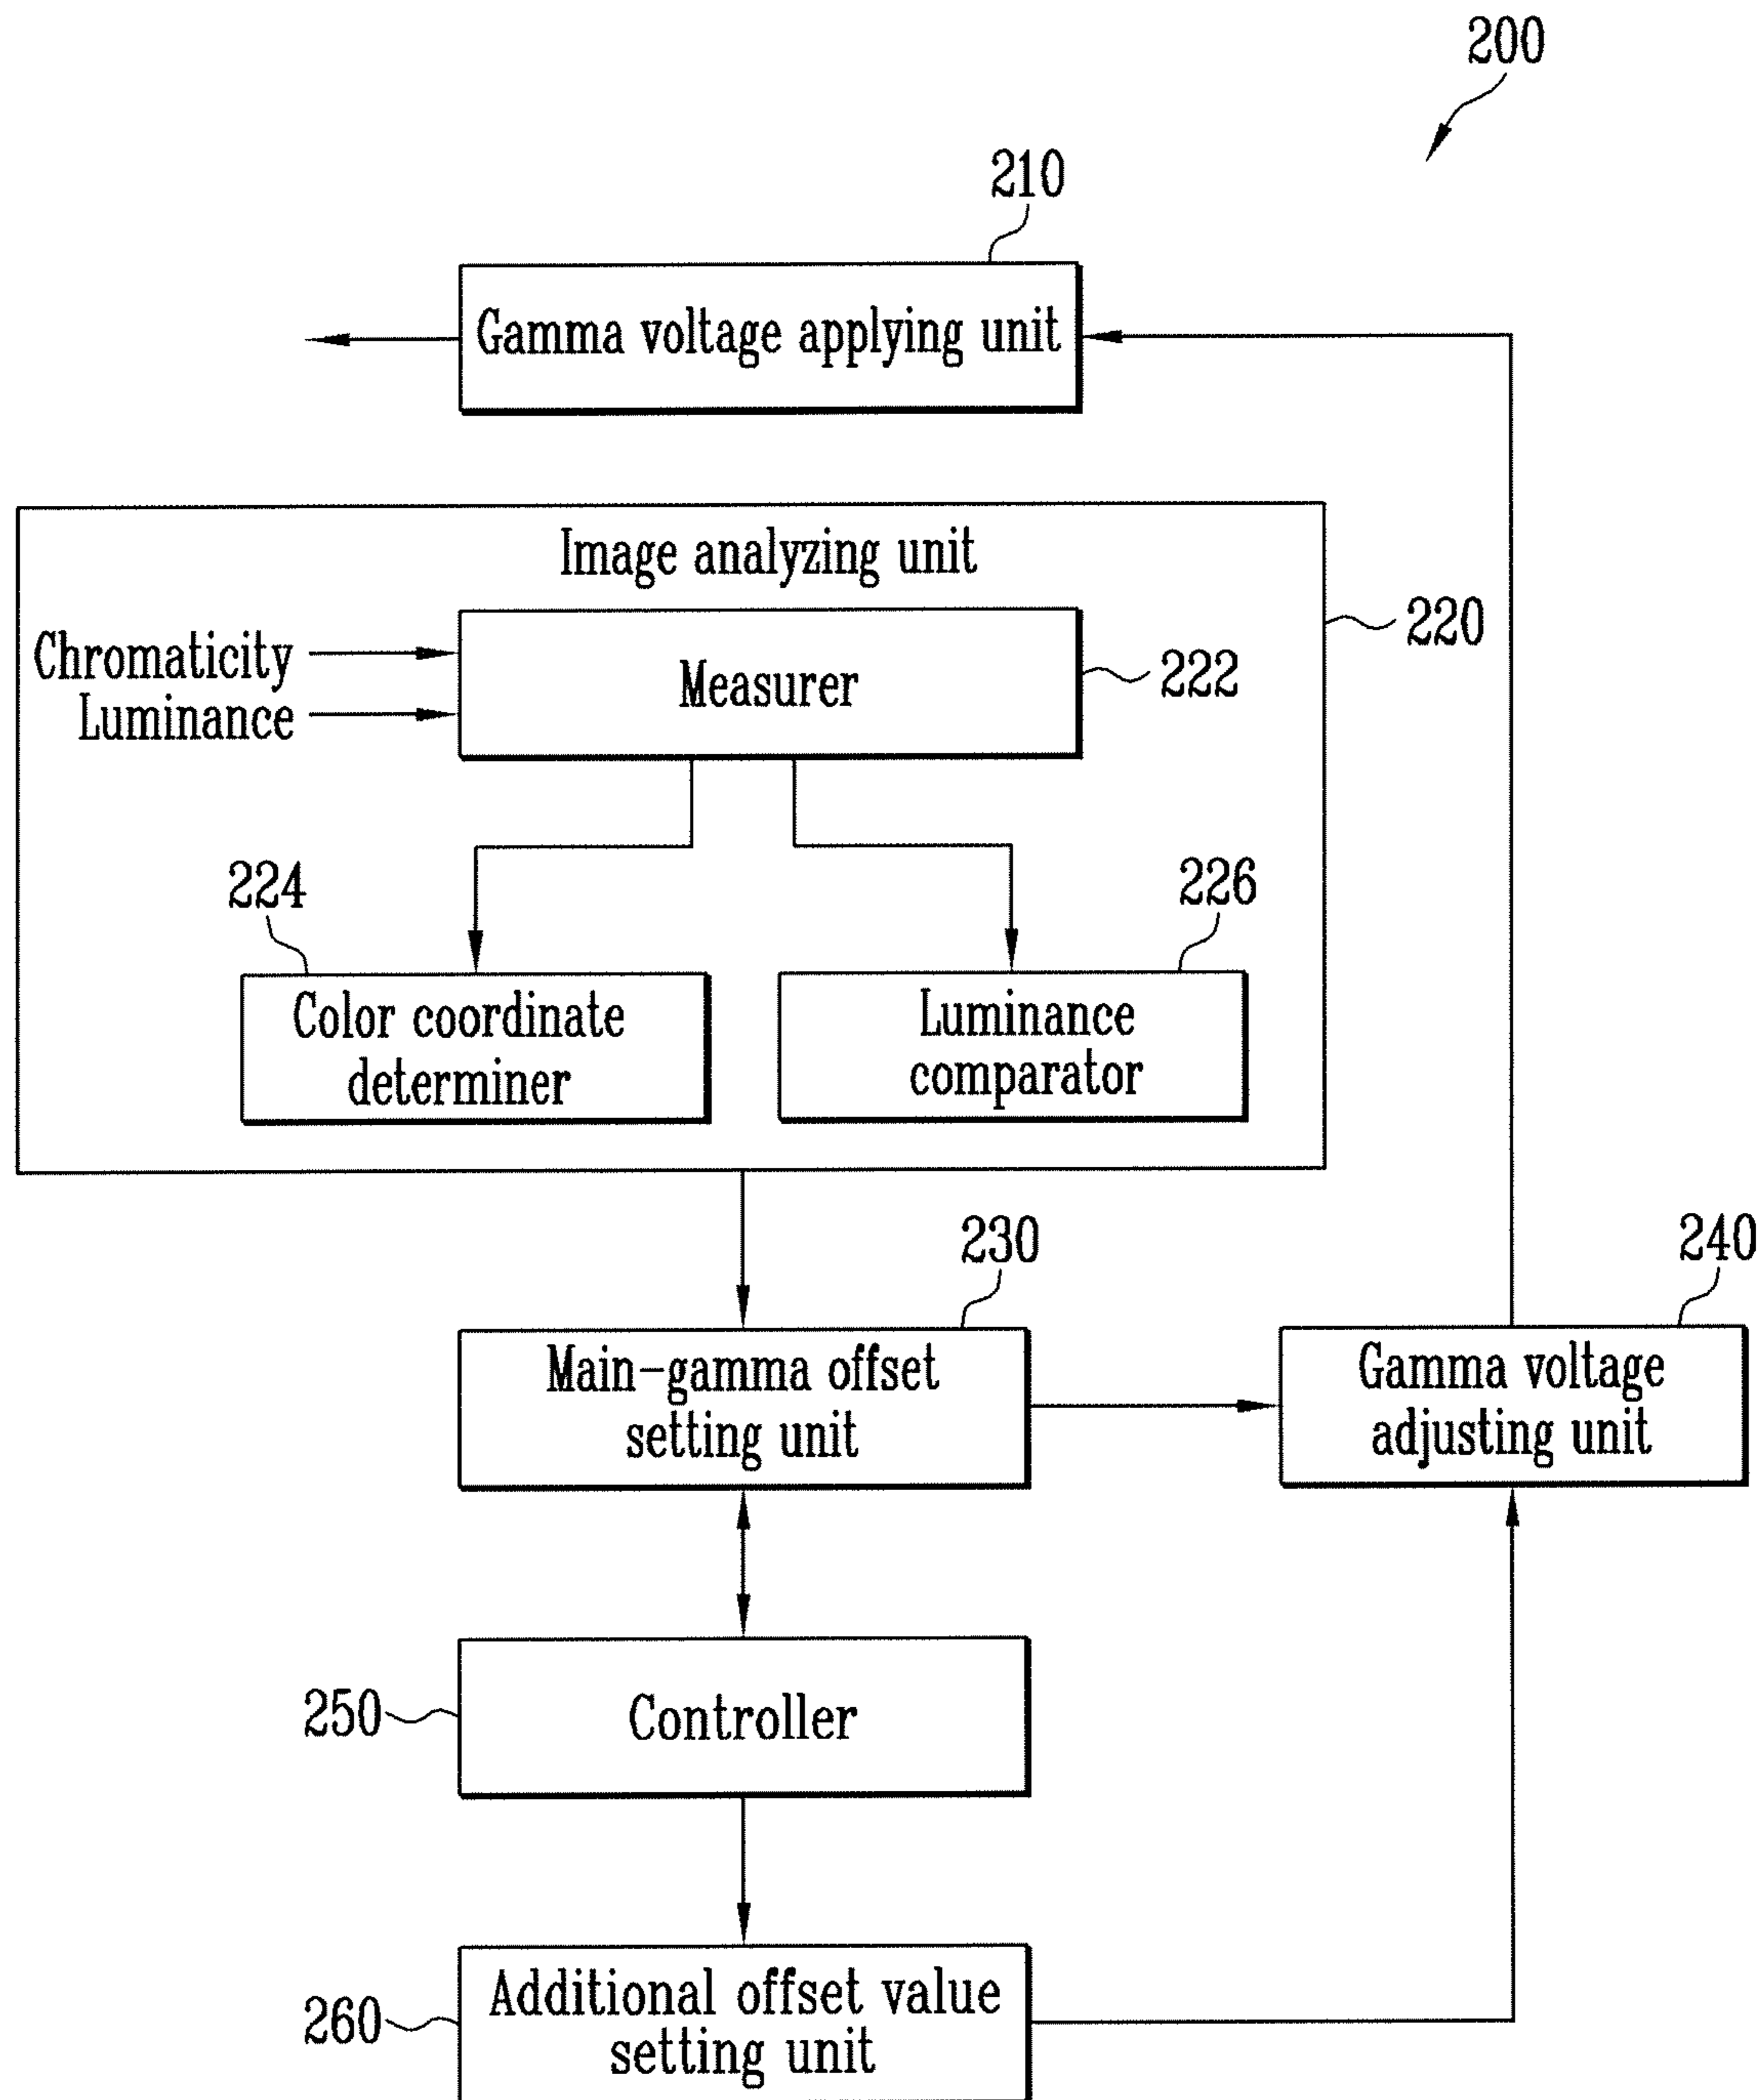 200
210
Gamma voltage applying unit
Image analyzing unit
220
Chromaticity
Luminance
Measurer
222
224
226
Color coordinate
determiner
Luminance
comparator
230
240
Main-gamma offset
setting unit
Gamma voltage
adjusting unit
250
Controller
260
Additional offset value
setting unit